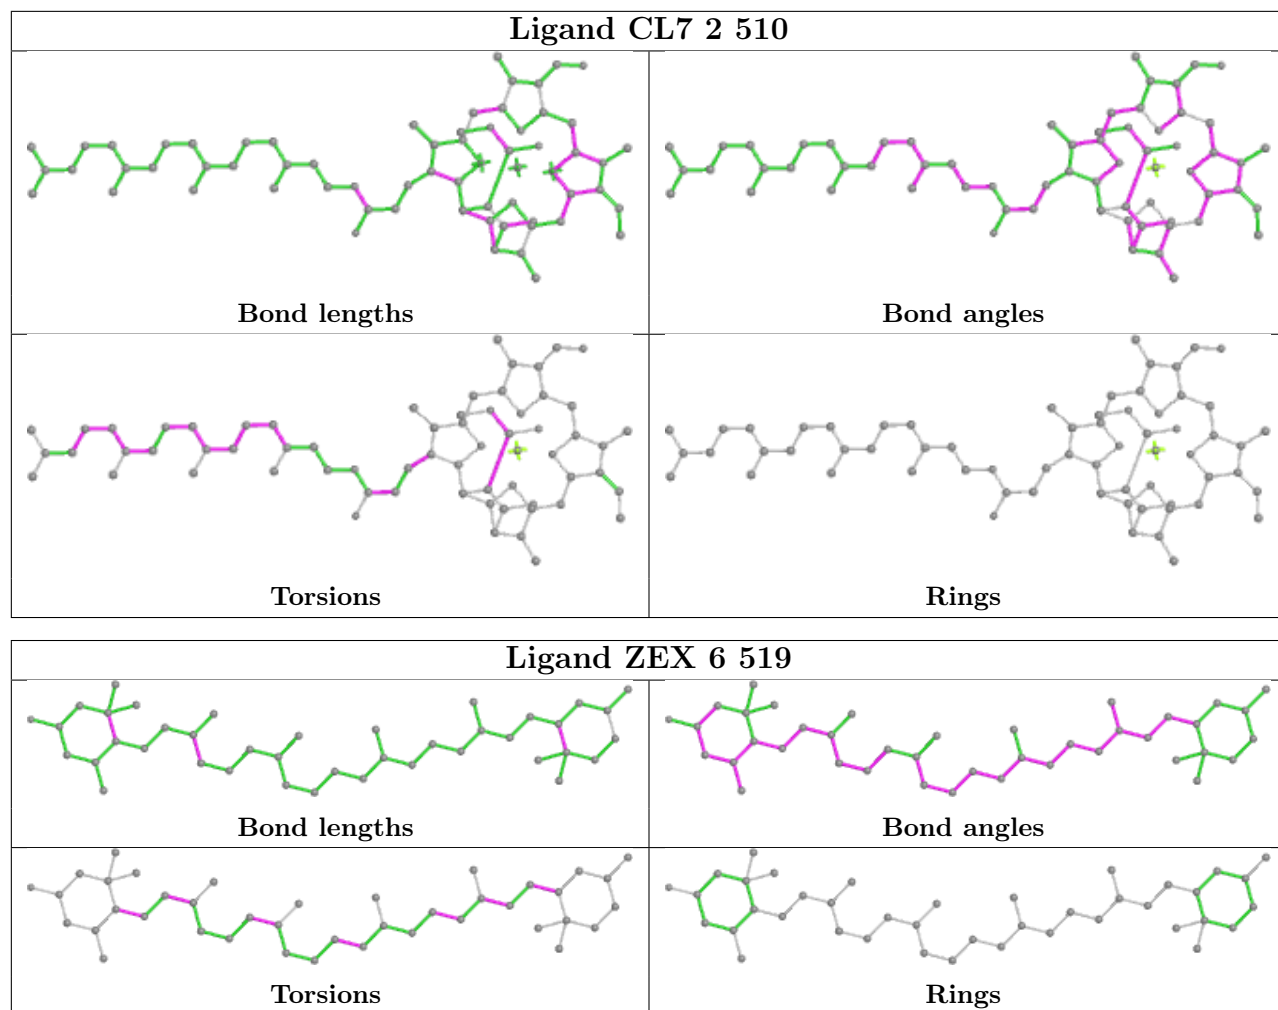 Ligand CL7 2 510
Bond lengths
Bond angles
Torsions
Rings
Ligand ZEX 6 519
Bond lengths
Bond angles
Torsions
Rings